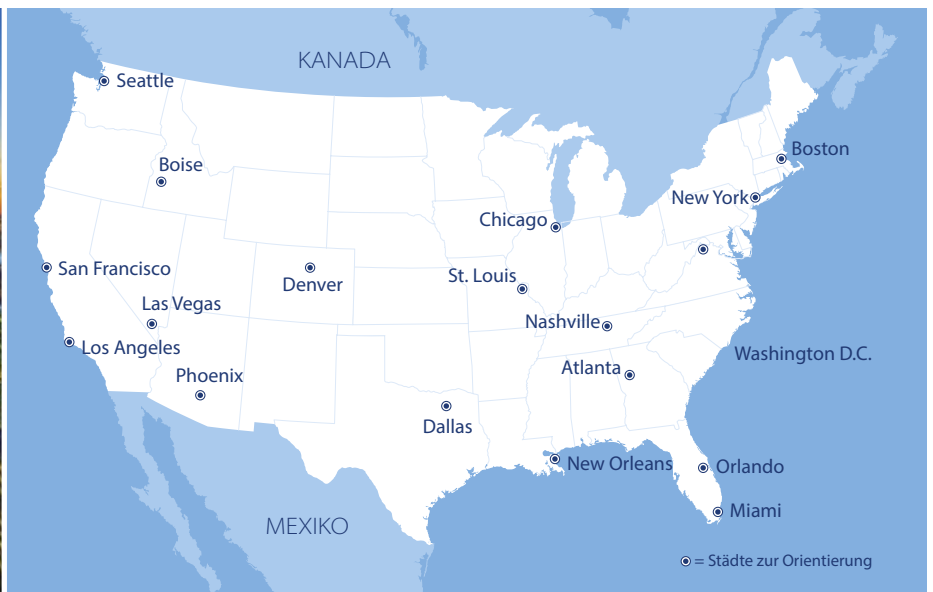 KANADA
Seattle
Boston
Boise
New York
Chicago
San Francisco
Denver
St. Louis
Las Vegas
Nashville
Los Angeles
Washington D.C.
Atlanta
Phoenix
Dallas
New Orleans
Orlando
Miami
MEXIKO
= Städte zur Orientierung